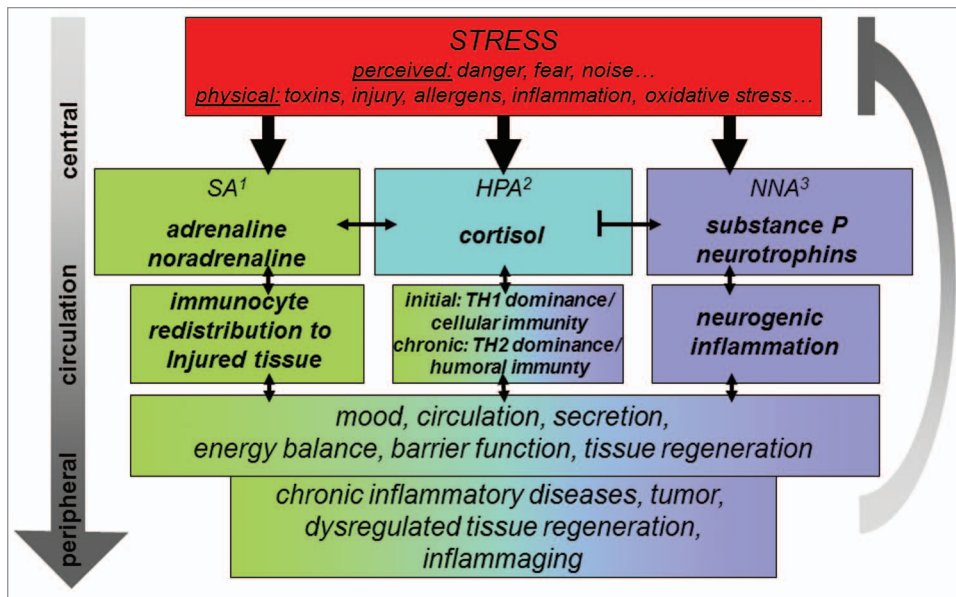 STRESS
perceived: danger, fear, noise…
physical: toxins, injury, allergens, inflammation, oxidative stress…
central
circulation
peripheral
SA¹
adrenaline
noradrenaline
HPA²
cortisol
NNA³
substance P
neurotrophins
immunocyte
redistribution to
Injured tissue
initial: TH1 dominance/
cellular immunity
chronic: TH2 dominance/
humoral immunty
neurogenic
inflammation
mood, circulation, secretion,
energy balance, barrier function, tissue regeneration
chronic inflammatory diseases, tumor,
dysregulated tissue regeneration,
inflammaging